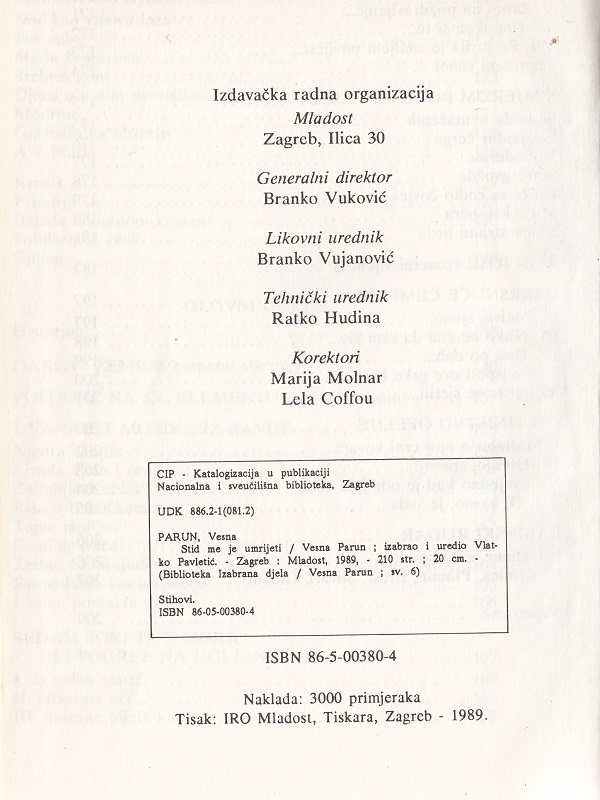 Izdavačka radna organizacija
Mladost
Zagreb, Ilica 30
Generalni direktor
Branko Vuković
Likovni urednik
Branko Vujanović
Tehnički urednik
Ratko Hudina
Korektori
Marija Molnar
Lela Coffou
CIP - Katalogizacija u publikaciji
Nacionalna i sveučilišna biblioteka, Zagreb
UDK 886.2-1(081.2)
PARUN, Vesna
Stid me je umrijeti / Vesna Parun ; izabrao i uredio Vlat-
ko Pavletić. - Zagreb : Mladost, 1989, - 210 str. ; 20 cm. -
(Biblioteka Izabrana djela / Vesna Parun ; sv. 6)
Stihovi.
ISBN 86-05-00380-4
ISBN 86-5-00380-4
Naklada: 3000 primjeraka
Tisak: IRO Mladost, Tiskara, Zagreb - 1989.